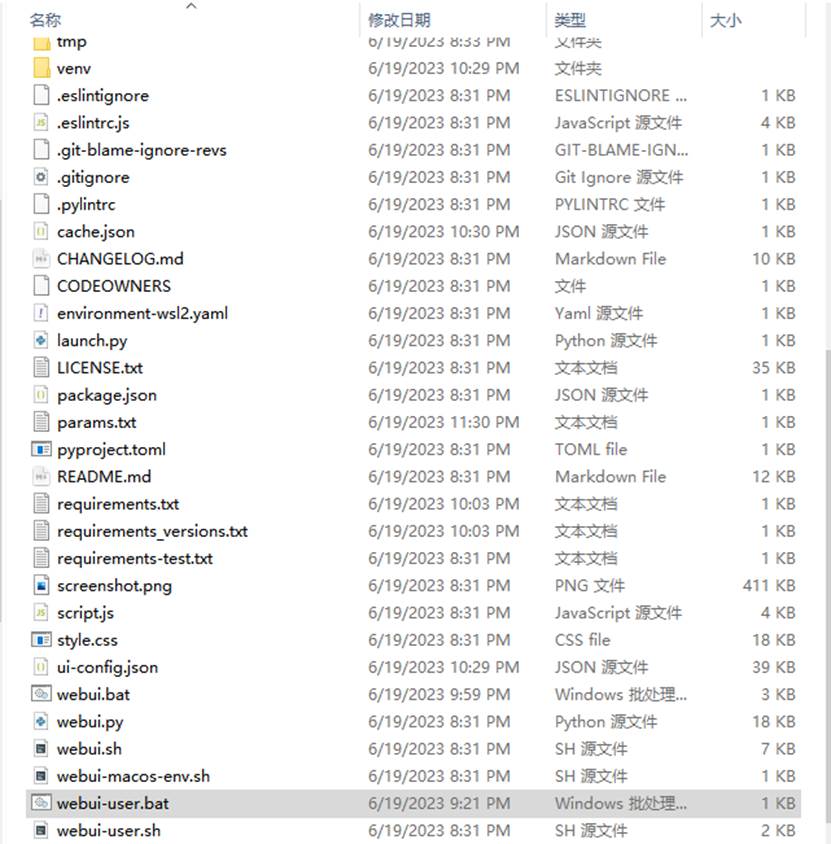 名称 修改日期 类型 大小
tmp 6/19/2023 8:33 PM 文件夹
venv 6/19/2023 10:29 PM 文件夹
.eslintignore 6/19/2023 8:31 PM ESLINTIGNORE ... 1 KB
.eslintrc.js 6/19/2023 8:31 PM JavaScript 源文件 4 KB
.git-blame-ignore-revs 6/19/2023 8:31 PM GIT-BLAME-IGN... 1 KB
.gitignore 6/19/2023 8:31 PM Git Ignore 源文件 1 KB
.pylintrc 6/19/2023 8:31 PM PYLINTRC 文件 1 KB
cache.json 6/19/2023 10:30 PM JSON 源文件 1 KB
CHANGELOG.md 6/19/2023 8:31 PM Markdown File 10 KB
CODEOWNERS 6/19/2023 8:31 PM 文件 1 KB
environment-wsl2.yaml 6/19/2023 8:31 PM Yaml 源文件 1 KB
launch.py 6/19/2023 8:31 PM Python 源文件 1 KB
LICENSE.txt 6/19/2023 8:31 PM 文本文档 35 KB
package.json 6/19/2023 8:31 PM JSON 源文件 1 KB
params.txt 6/19/2023 11:30 PM 文本文档 1 KB
pyproject.toml 6/19/2023 8:31 PM TOML file 1 KB
README.md 6/19/2023 8:31 PM Markdown File 12 KB
requirements.txt 6/19/2023 10:03 PM 文本文档 1 KB
requirements_versions.txt 6/19/2023 10:03 PM 文本文档 1 KB
requirements-test.txt 6/19/2023 8:31 PM 文本文档 1 KB
screenshot.png 6/19/2023 8:31 PM PNG 文件 411 KB
script.js 6/19/2023 8:31 PM JavaScript 源文件 4 KB
style.css 6/19/2023 8:31 PM CSS file 18 KB
ui-config.json 6/19/2023 10:29 PM JSON 源文件 39 KB
webui.bat 6/19/2023 9:59 PM Windows 批处理... 3 KB
webui.py 6/19/2023 8:31 PM Python 源文件 18 KB
webui.sh 6/19/2023 8:31 PM SH 源文件 7 KB
webui-macos-env.sh 6/19/2023 8:31 PM SH 源文件 1 KB
webui-user.bat 6/19/2023 9:21 PM Windows 批处理... 1 KB
webui-user.sh 6/19/2023 8:31 PM SH 源文件 2 KB